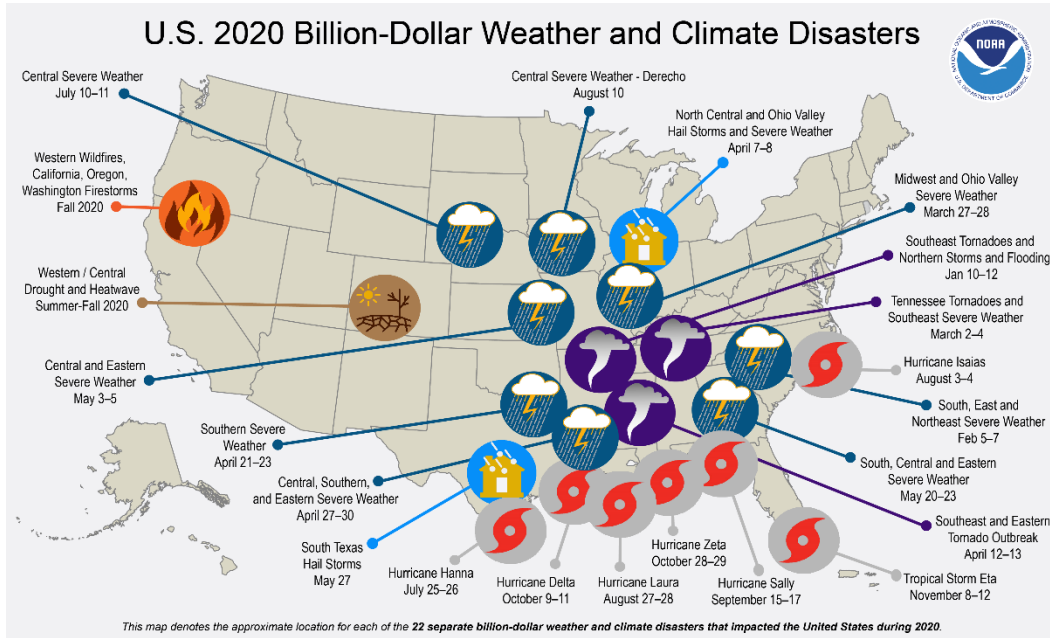 U.S. 2020 Billion-Dollar Weather and Climate Disasters
NATIONAL OCEANIC AND ATMOSPHERIC ADMINISTRATION
NOAA
U.S. DEPARTMENT OF COMMERCE
Central Severe Weather
July 10–11
Central Severe Weather - Derecho
August 10
North Central and Ohio Valley
Hail Storms and Severe Weather
April 7–8
Western Wildfires,
California, Oregon,
Washington Firestorms
Fall 2020
Midwest and Ohio Valley
Severe Weather
March 27–28
Southeast Tornadoes and
Northern Storms and Flooding
Jan 10–12
Western / Central
Drought and Heatwave
Summer-Fall 2020
Tennessee Tornadoes and
Southeast Severe Weather
March 2–4
Central and Eastern
Severe Weather
May 3–5
Hurricane Isaias
August 3–4
South, East and
Northeast Severe Weather
Feb 5–7
Southern Severe
Weather
April 21–23
South, Central and Eastern
Severe Weather
May 20–23
Central, Southern,
and Eastern Severe Weather
April 27–30
Southeast and Eastern
Tornado Outbreak
April 12–13
South Texas
Hail Storms
May 27
Hurricane Hanna
July 25–26
Hurricane Delta
October 9–11
Hurricane Laura
August 27–28
Hurricane Zeta
October 28–29
Hurricane Sally
September 15–17
Tropical Storm Eta
November 8–12
This map denotes the approximate location for each of the 22 separate billion-dollar weather and climate disasters that impacted the United States during 2020.